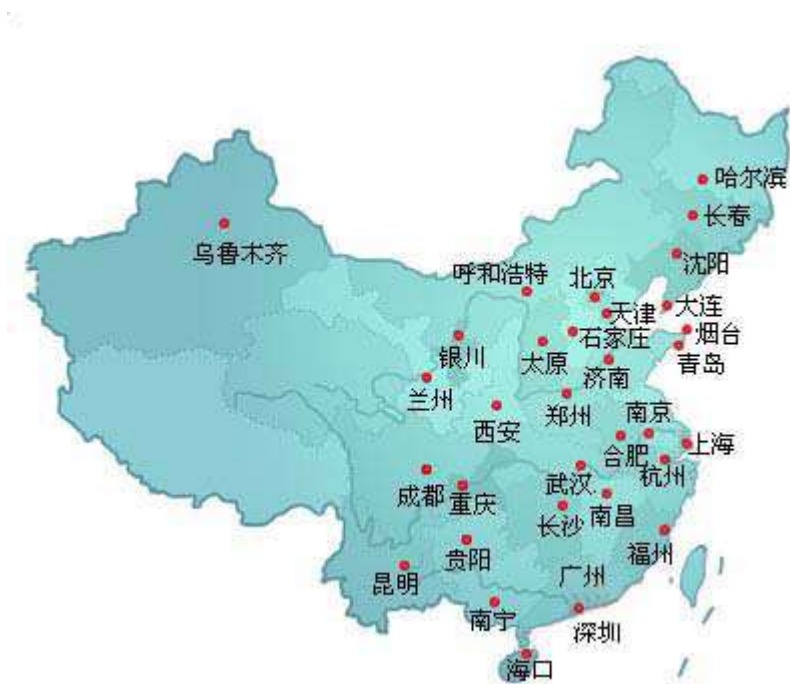 哈尔滨
长春
乌鲁木齐
沈阳
呼和浩特
北京
大连
天津
烟台
石家庄
银川
太原
青岛
济南
兰州
郑州
西安
南京
上海
合肥
杭州
成都
武汉
重庆
南昌
长沙
福州
贵阳
广州
昆明
南宁
深圳
海口